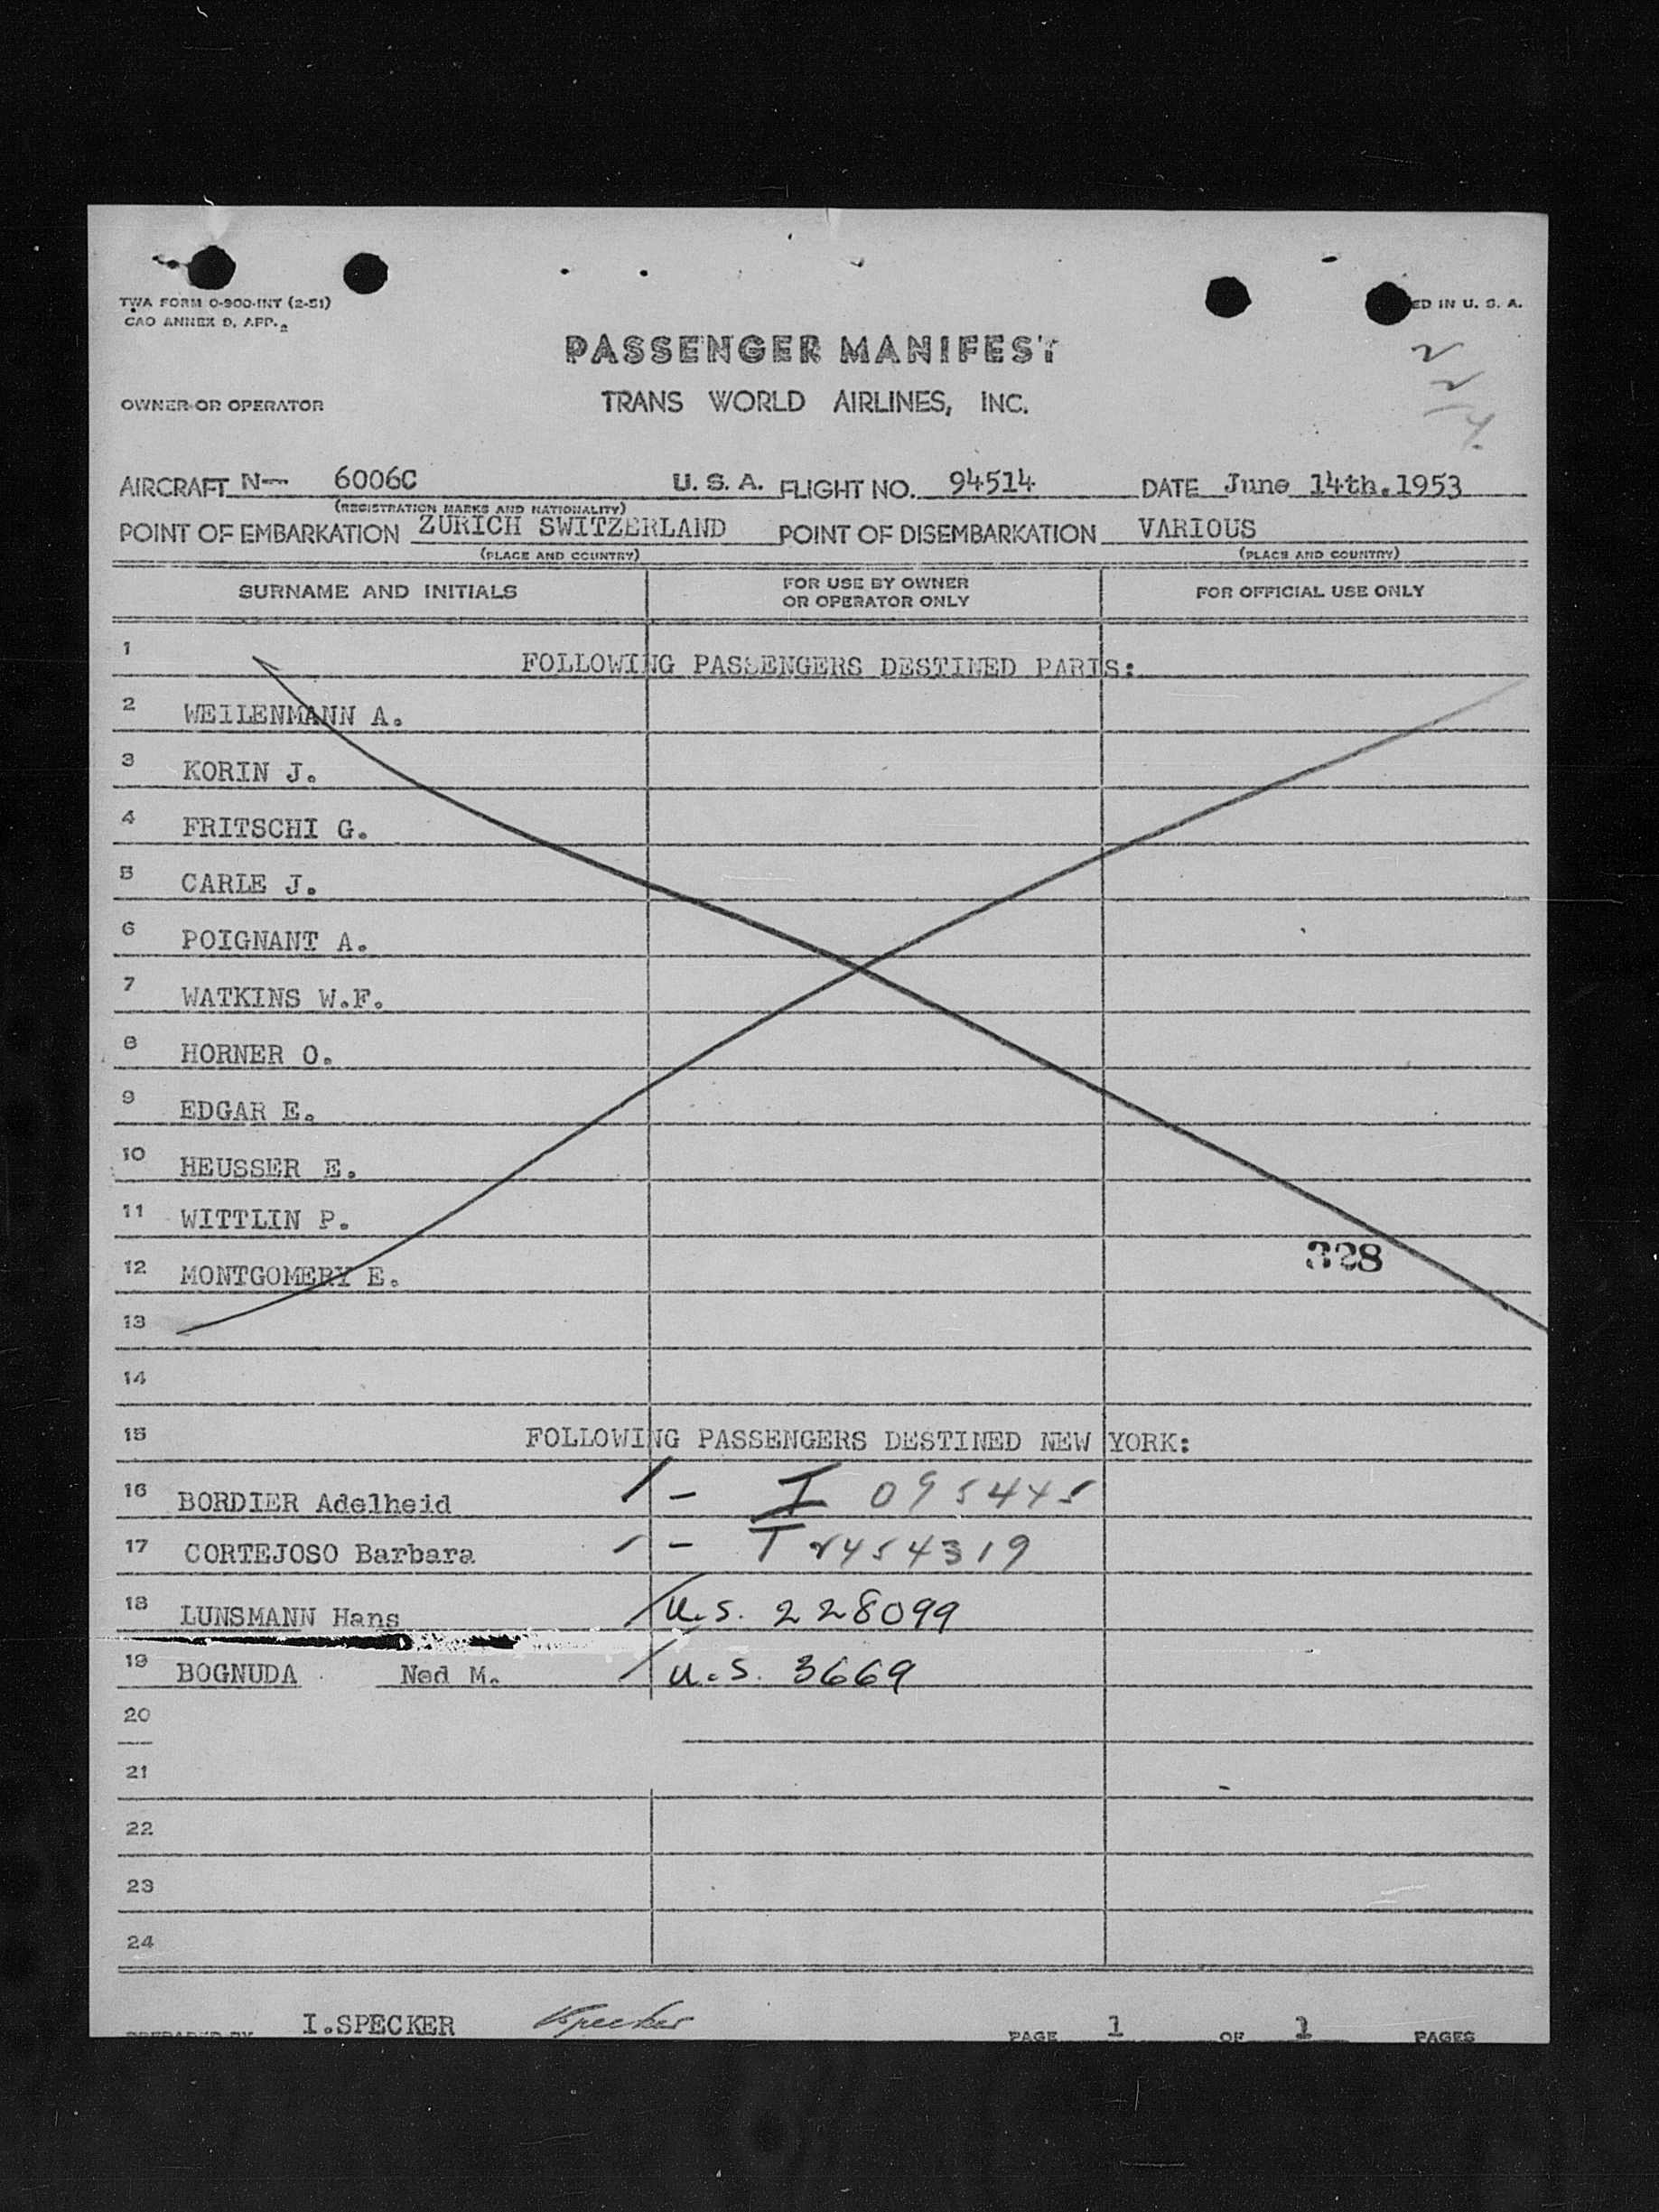 TWA FORM 0-900-INT (2-51)
CAO ANNEX 9, APP. 2
ED IN U. S. A.
PASSENGER MANIFEST
OWNER OR OPERATOR TRANS WORLD AIRLINES, INC.
2
2
4
AIRCRAFT N— 6006C U. S. A. FLIGHT NO. 94514 DATE June 14th.1953
(REGISTRATION MARKS AND NATIONALITY)
POINT OF EMBARKATION ZURICH SWITZERLAND POINT OF DISEMBARKATION VARIOUS
(PLACE AND COUNTRY) (PLACE AND COUNTRY)
SURNAME AND INITIALS FOR USE BY OWNER OR OPERATOR ONLY FOR OFFICIAL USE ONLY
1 FOLLOWING PASSENGERS DESTINED PARIS:
2 WEILENMANN A.
3 KORIN J.
4 FRITSCHI G.
5 CARLE J.
6 POIGNANT A.
7 WATKINS W.F.
8 HORNER O.
9 EDGAR E.
10 HEUSSER E.
11 WITTLIN P.
328
12 MONTGOMERY E.
13
14
15 FOLLOWING PASSENGERS DESTINED NEW YORK:
16 BORDIER Adelheid / - I 095445
17 CORTEJOSO Barbara / - T 2454319
18 LUNSMANN Hans / U.S. 228099
19 BOGNUDA Ned M. / U.S. 3669
20
21
22
23
24
PREPARED BY I.SPECKER Specker PAGE 1 OF 1 PAGES